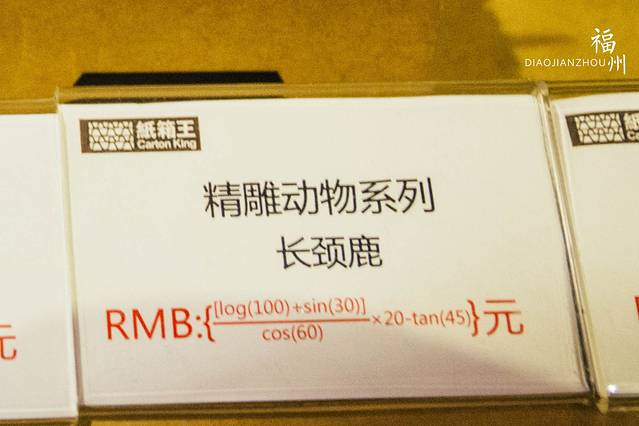 福州
DIAOJIANZHOU
紙箱王
Carton King
精雕动物系列
长颈鹿
RMB:{[log(100)+sin(30)]/cos(60)×20-tan(45)}元
元